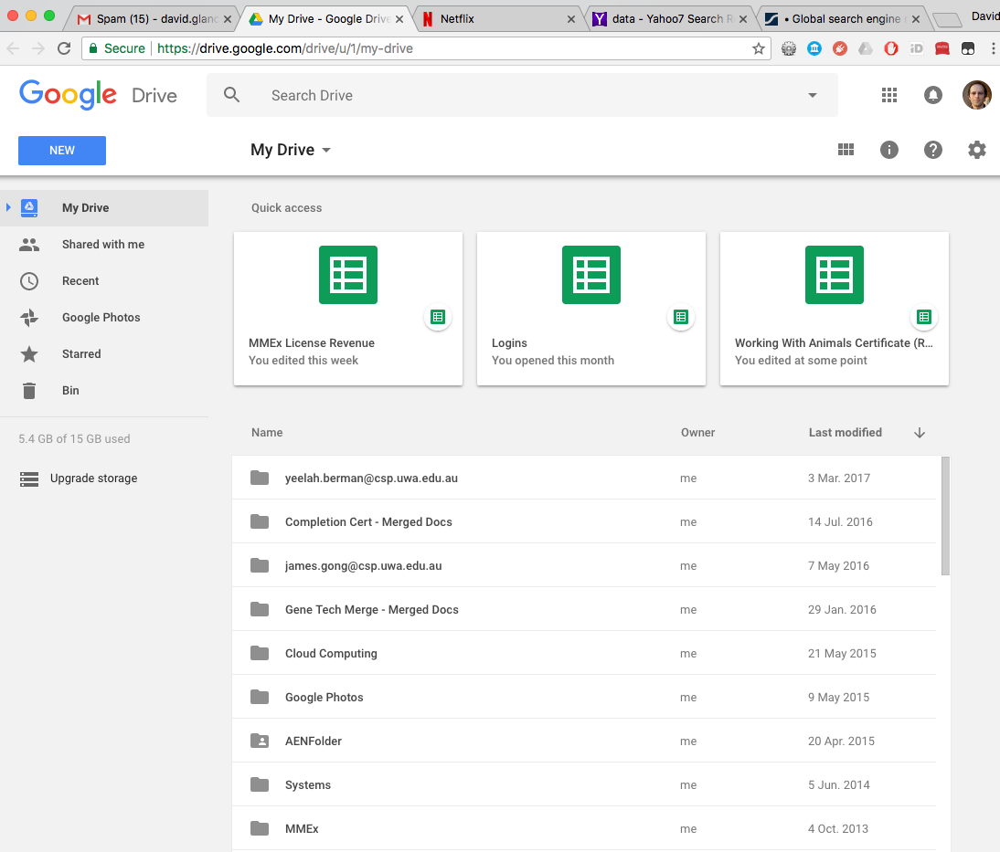 Spam (15) - david.glanc
My Drive - Google Drive
Netflix
data - Yahoo7 Search R
• Global search engine
David
Secure
https://drive.google.com/drive/u/1/my-drive
Google Drive
Search Drive
NEW
My Drive
My Drive
Shared with me
Recent
Google Photos
Starred
Bin
5.4 GB of 15 GB used
Upgrade storage
Quick access
MMEx License Revenue
You edited this week
Logins
You opened this month
Working With Animals Certificate (R...
You edited at some point
Name Owner Last modified
yeelah.berman@csp.uwa.edu.au me 3 Mar. 2017
Completion Cert - Merged Docs me 14 Jul. 2016
james.gong@csp.uwa.edu.au me 7 May 2016
Gene Tech Merge - Merged Docs me 29 Jan. 2016
Cloud Computing me 21 May 2015
Google Photos me 9 May 2015
AENFolder me 20 Apr. 2015
Systems me 5 Jun. 2014
MMEx me 4 Oct. 2013